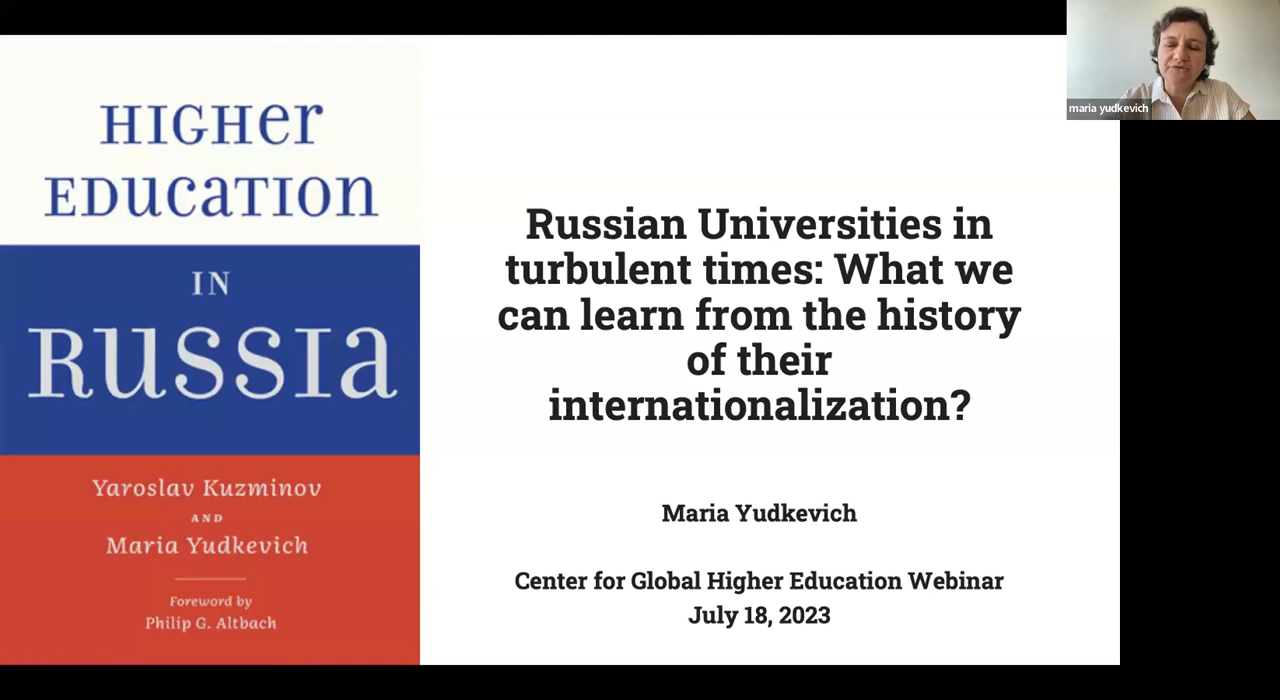 HIGHer
EDUcaTION
IN
RUSSIa
Yaroslav Kuzminov
AND
Maria Yudkevich
Foreword by
Philip G. Altbach
Russian Universities in
turbulent times: What we
can learn from the history
of their
internationalization?
Maria Yudkevich
Center for Global Higher Education Webinar
July 18, 2023
maria yudkevich